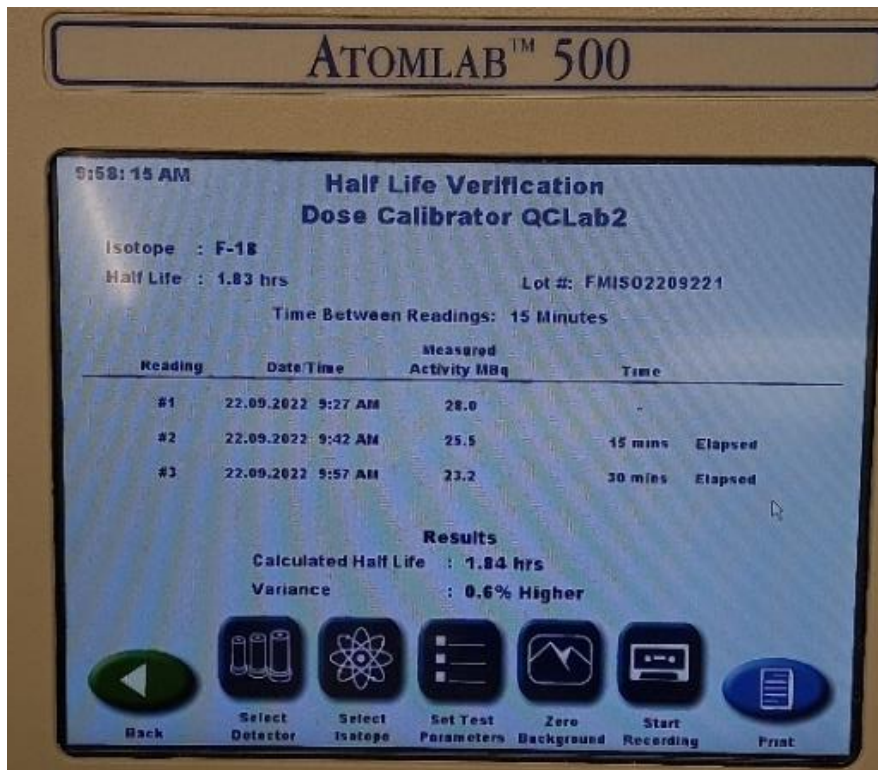 ATOMLAB™ 500
9:58:15 AM
Half Life Verification
Dose Calibrator QCLab2
Isotope : F-18
Half Life : 1.83 hrs
Lot #: FMISO2209221
Time Between Readings: 15 Minutes
Reading Date/Time Measured Activity MBq Time
#1 22.09.2022 9:27 AM 28.0 -
#2 22.09.2022 9:42 AM 25.5 15 mins Elapsed
#3 22.09.2022 9:57 AM 23.2 30 mins Elapsed
Results
Calculated Half Life : 1.84 hrs
Variance : 0.6% Higher
Back
Select Detector
Select Isotope
Set Test Parameters
Zero Background
Start Recording
Print